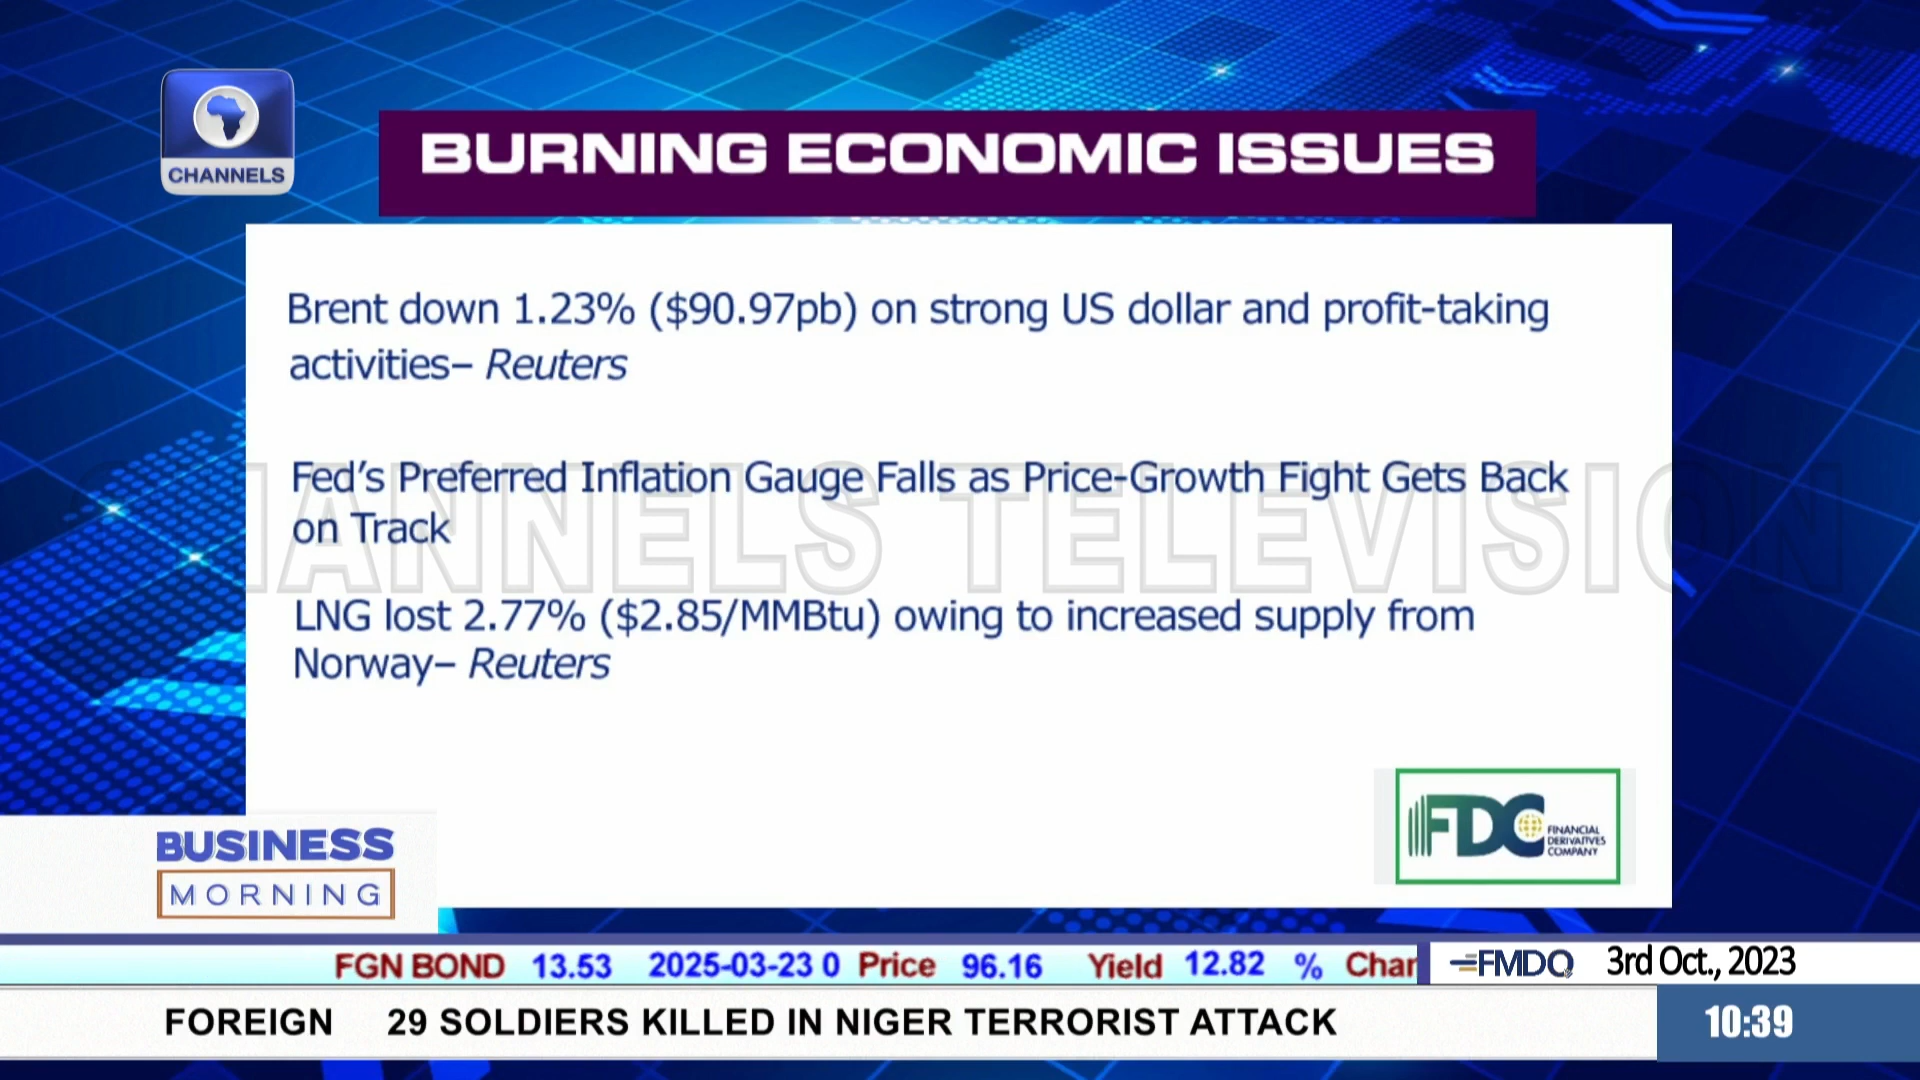 CHANNELS
BURNING ECONOMIC ISSUES
Brent down 1.23% ($90.97pb) on strong US dollar and profit-taking
activities– Reuters
Fed's Preferred Inflation Gauge Falls as Price-Growth Fight Gets Back
on Track
LNG lost 2.77% ($2.85/MMBtu) owing to increased supply from
Norway– Reuters
CHANNELS TELEVISION
FDC FINANCIAL
DERIVATIVES
COMPANY
BUSINESS
MORNING
FGN BOND 13.53 2025-03-23 0 Price 96.16 Yield 12.82 % Char
FMDQ 3rd Oct., 2023
FOREIGN 29 SOLDIERS KILLED IN NIGER TERRORIST ATTACK
10:39